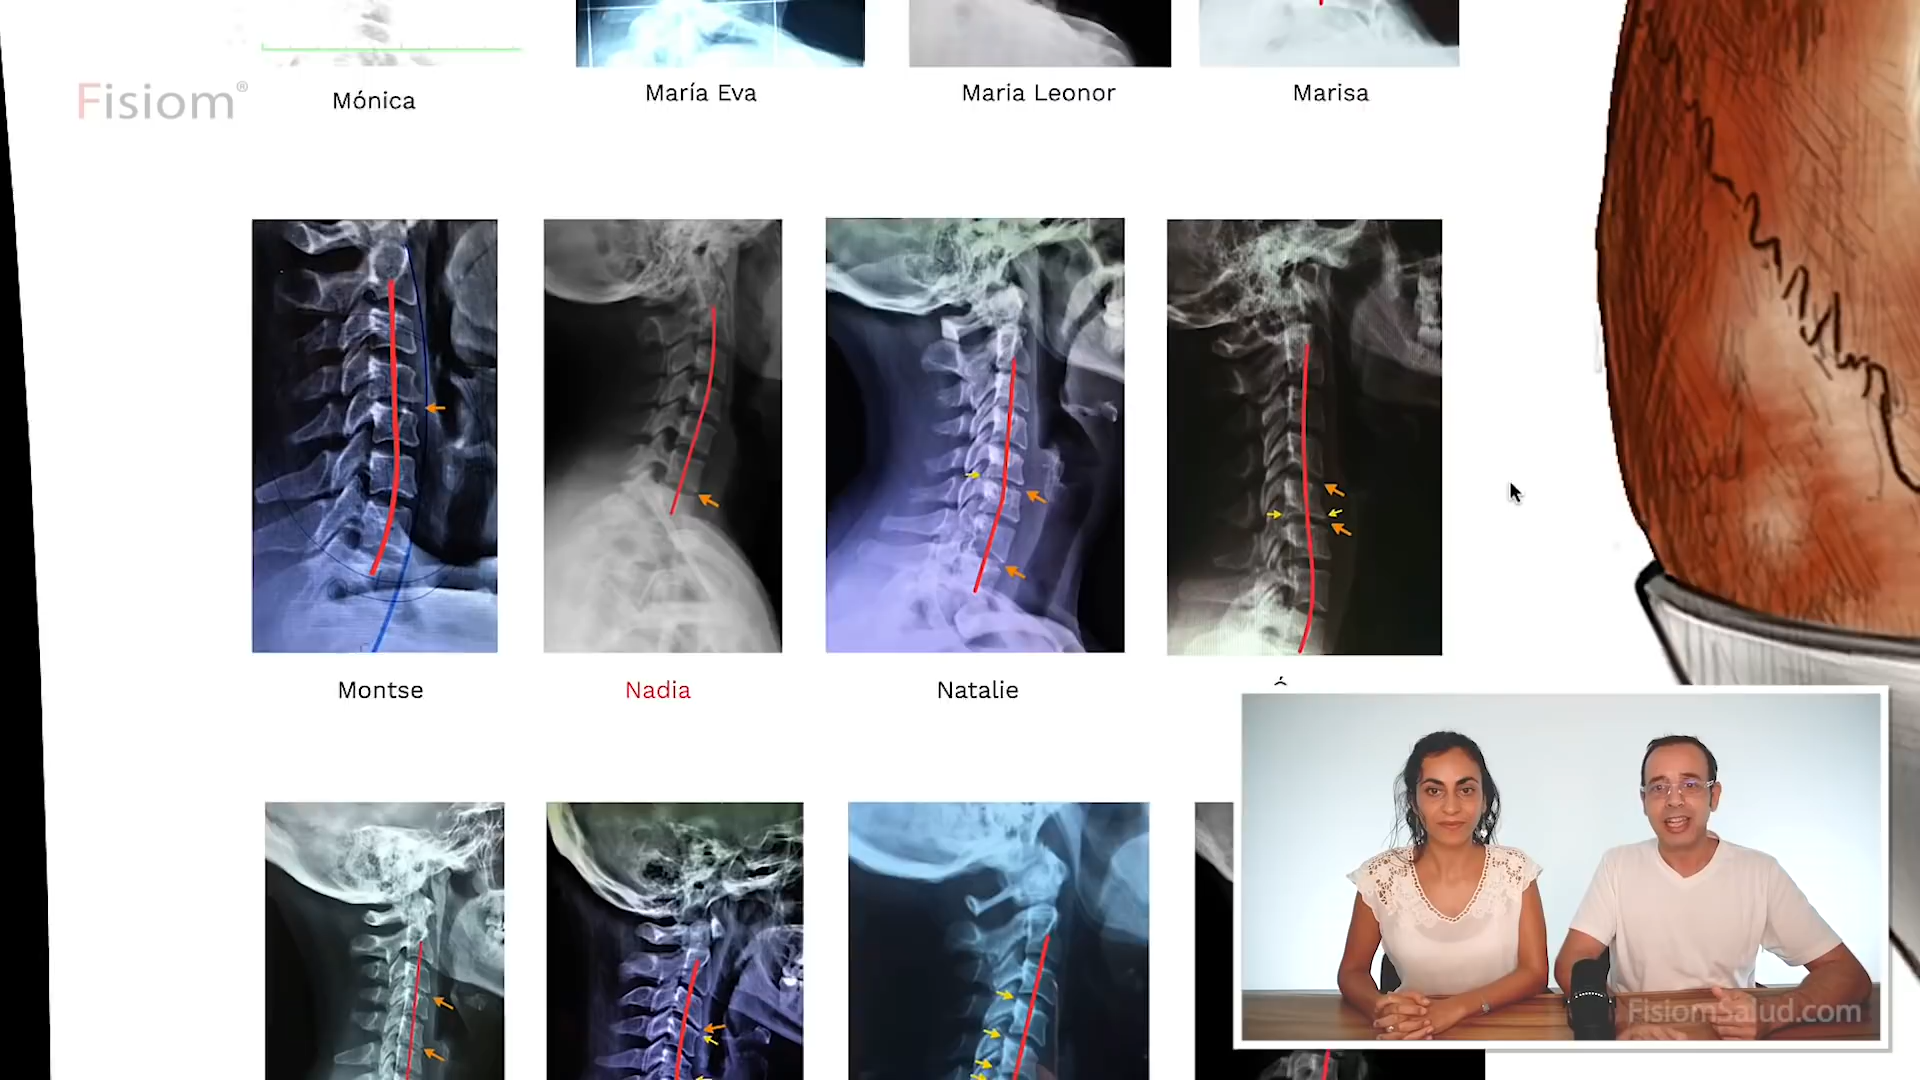 Fisiom®
Mónica
María Eva
Maria Leonor
Marisa
Montse
Nadia
Natalie
FisiomSalud.com